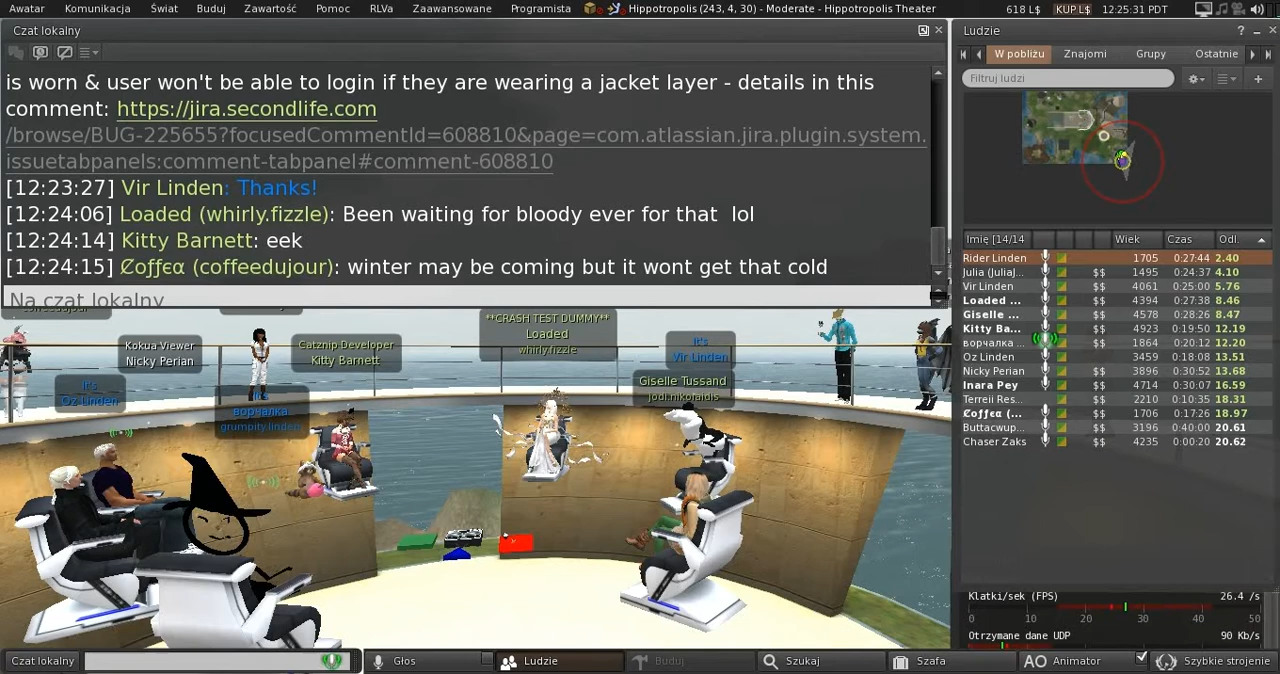 Awatar Komunikacja Świat Buduj Zawartość Pomoc RLVa Zaawansowane Programista Hippotropolis (243, 4, 30) - Moderate - Hippotropolis Theater 618 L$ KUP L$ 12:25:31 PDT
Czat lokalny
is worn & user won't be able to login if they are wearing a jacket layer - details in this
comment: https://jira.secondlife.com
/browse/BUG-225655?focusedCommentId=608810&page=com.atlassian.jira.plugin.system.
issuetabpanels:comment-tabpanel#comment-608810
[12:23:27] Vir Linden: Thanks!
[12:24:06] Loaded (whirly.fizzle): Been waiting for bloody ever for that  lol
[12:24:14] Kitty Barnett: eek
[12:24:15] Ȼoƒƒєα (coffeedujour): winter may be coming but it wont get that cold
Na czat lokalny
Kokua Viewer
Nicky Perian
Catznip Developer
Kitty Barnett
**CRASH TEST DUMMY**
Loaded
whirly.fizzle
It's
Vir Linden
Giselle Tussand
jodi.nikolaidis
It's
Oz Linden
It's
ворчалка
grumpity.linden
Ludzie
W pobliżu Znajomi Grupy Ostatnie
Filtruj ludzi
Imię [14/14 Wiek Czas Odl.
Rider Linden 1705 0:27:44 2.40
Julia (JuliaJ... $$ 1495 0:24:37 4.10
Vir Linden $$ 4061 0:25:00 5.76
Loaded ... $$ 4394 0:27:38 8.46
Giselle ... $$ 4578 0:28:26 8.47
Kitty Ba... $$ 4923 0:19:50 12.19
ворчалка ... $$ 1864 0:20:12 12.20
Oz Linden $$ 3459 0:18:08 13.51
Nicky Perian $$ 3896 0:30:52 13.68
Inara Pey $$ 4714 0:30:07 16.59
Terreii Res... $$ 2210 0:10:35 18.31
Ȼoƒƒєα (... $$ 1706 0:17:26 18.97
Buttacwup... $$ 3196 0:40:00 20.61
Chaser Zaks $$ 4235 0:00:20 20.62
Klatki/sek (FPS) 26.4 /s
0 10 20 30 40 50
Otrzymane dane UDP 90 Kb/s
Czat lokalny Głos Ludzie Buduj Szukaj Szafa AO Animator Szybkie strojenie